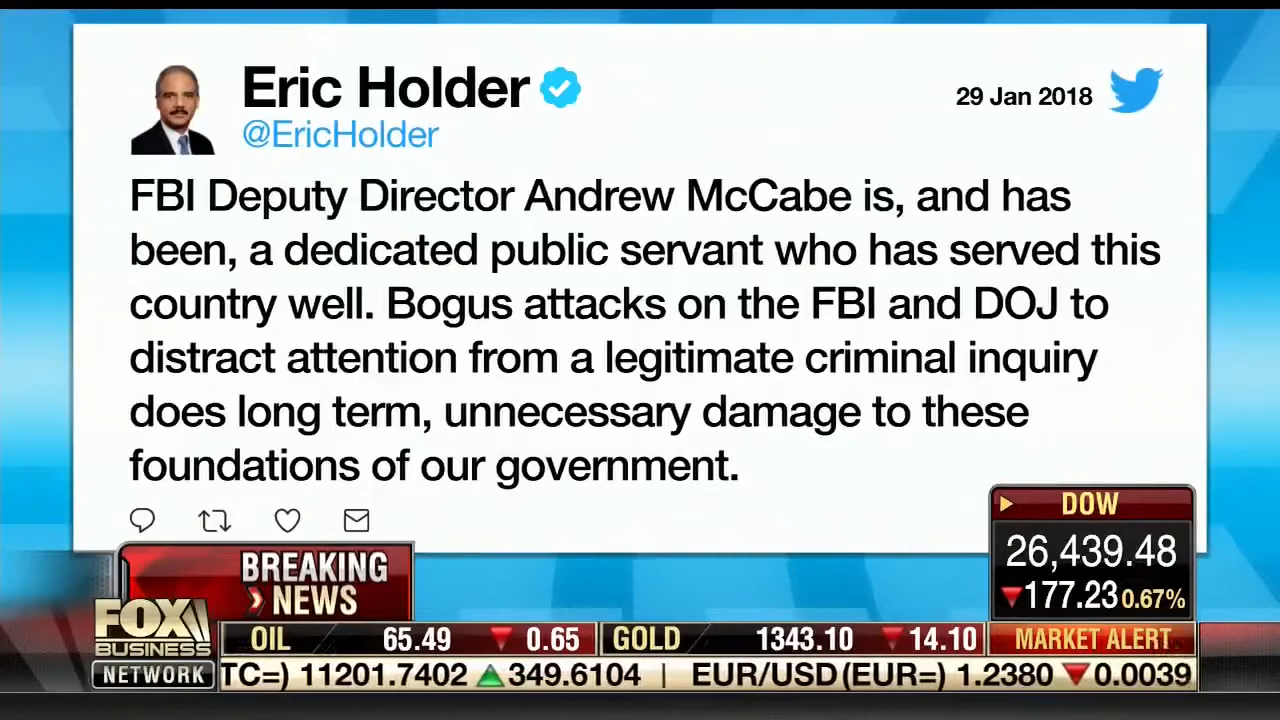 Eric Holder
@EricHolder
29 Jan 2018
FBI Deputy Director Andrew McCabe is, and has
been, a dedicated public servant who has served this
country well. Bogus attacks on the FBI and DOJ to
distract attention from a legitimate criminal inquiry
does long term, unnecessary damage to these
foundations of our government.
DOW
26,439.48
177.23 0.67%
BREAKING
NEWS
FOX
BUSINESS
NETWORK
OIL 65.49 0.65 GOLD 1343.10 14.10 MARKET ALERT
TC=) 11201.7402 349.6104 | EUR/USD (EUR=) 1.2380 0.0039